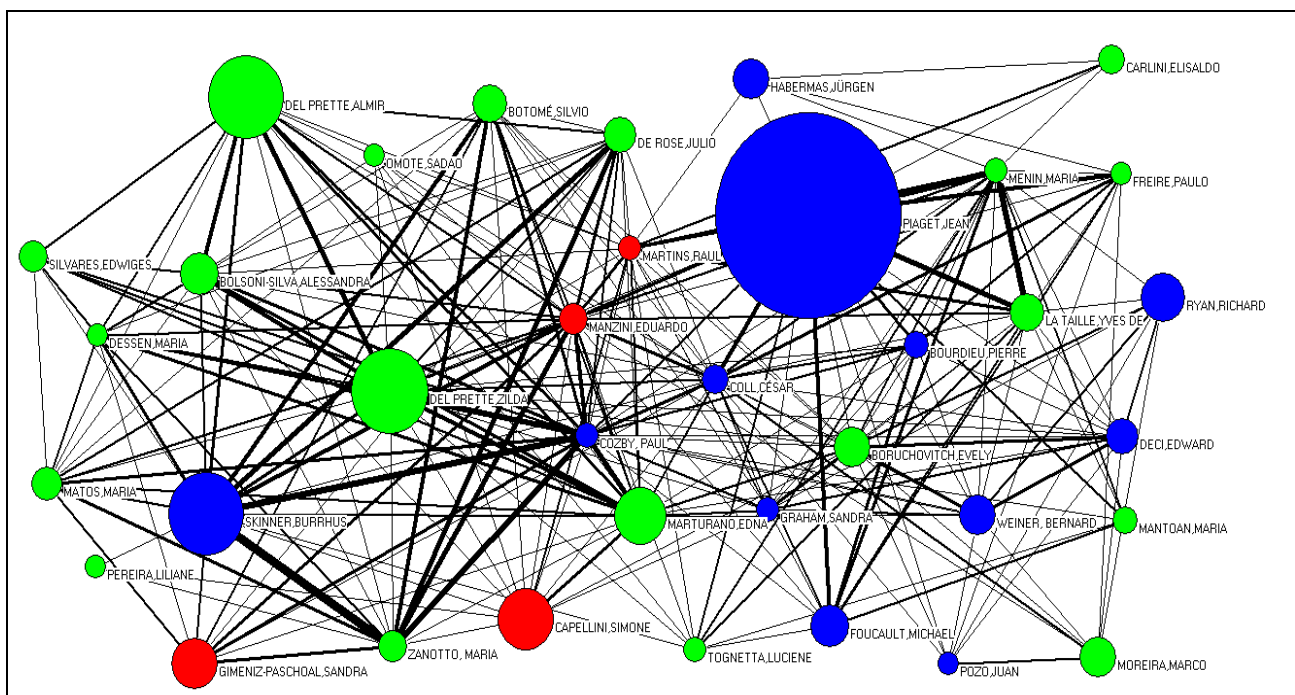 CARLINI,ELISALDO
HABERMAS,JÜRGEN
DEL PRETTE,ALMIR
BOTOMÉ,SILVIO
DE ROSE,JULIO
OMOTE,SADAO
MENIN,MARIA
FREIRE,PAULO
PIAGET,JEAN
MARTINS,RAUL
SILVARES,EDWIGES
BOLSONI-SILVA,ALESSANDRA
RYAN,RICHARD
LA TAILLE,YVES DE
MANZINI,EDUARDO
DESSEN,MARIA
BOURDIEU,PIERRE
COLL,CÉSAR
DEL PRETTE,ZILDA
COZBY, PAUL
DECI,EDWARD
BORUCHOVITCH,EVELY
MATOS,MARIA
SKINNER,BURRHUS
MARTURANO,EDNA
GRAHAM,SANDRA
WEINER, BERNARD
MANTOAN,MARIA
PEREIRA,LILIANE
CAPELLINI,SIMONE
FOUCAULT,MICHAEL
ZANOTTO, MARIA
TOGNETTA,LUCIENE
GIMENIZ-PASCHOAL,SANDRA
POZO,JUAN
MOREIRA,MARCO